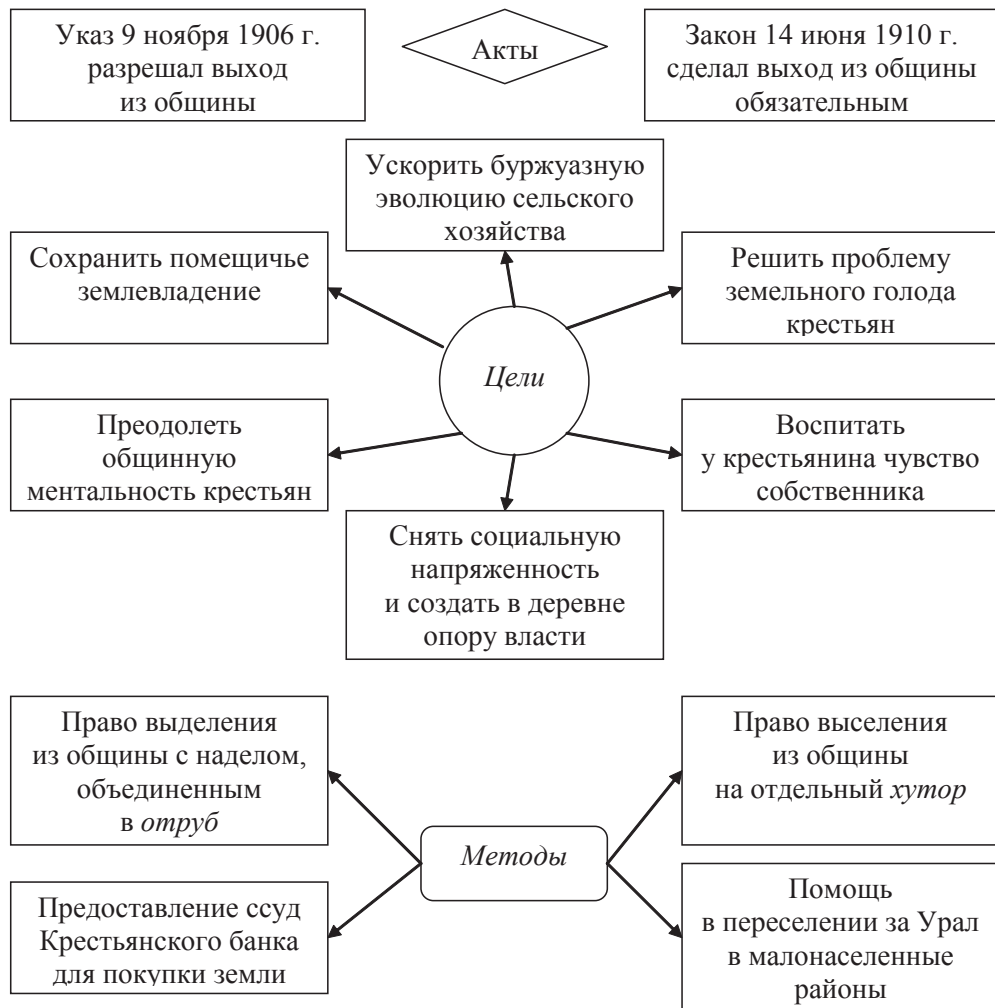 Указ 9 ноября 1906 г.
разрешал выход
из общины
Акты
Закон 14 июня 1910 г.
сделал выход из общины
обязательным
Ускорить буржуазную
эволюцию сельского
хозяйства
Сохранить помещичье
землевладение
Решить проблему
земельного голода
крестьян
Цели
Преодолеть
общинную
ментальность крестьян
Воспитать
у крестьянина чувство
собственника
Снять социальную
напряженность
и создать в деревне
опору власти
Право выделения
из общины с наделом,
объединенным
в отруб
Право выселения
из общины
на отдельный хутор
Методы
Предоставление ссуд
Крестьянского банка
для покупки земли
Помощь
в переселении за Урал
в малонаселенные
районы